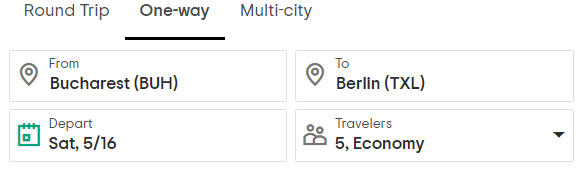 Round Trip One-way Multi-city
From
Bucharest (BUH)
To
Berlin (TXL)
Depart
Sat, 5/16
Travelers
5, Economy